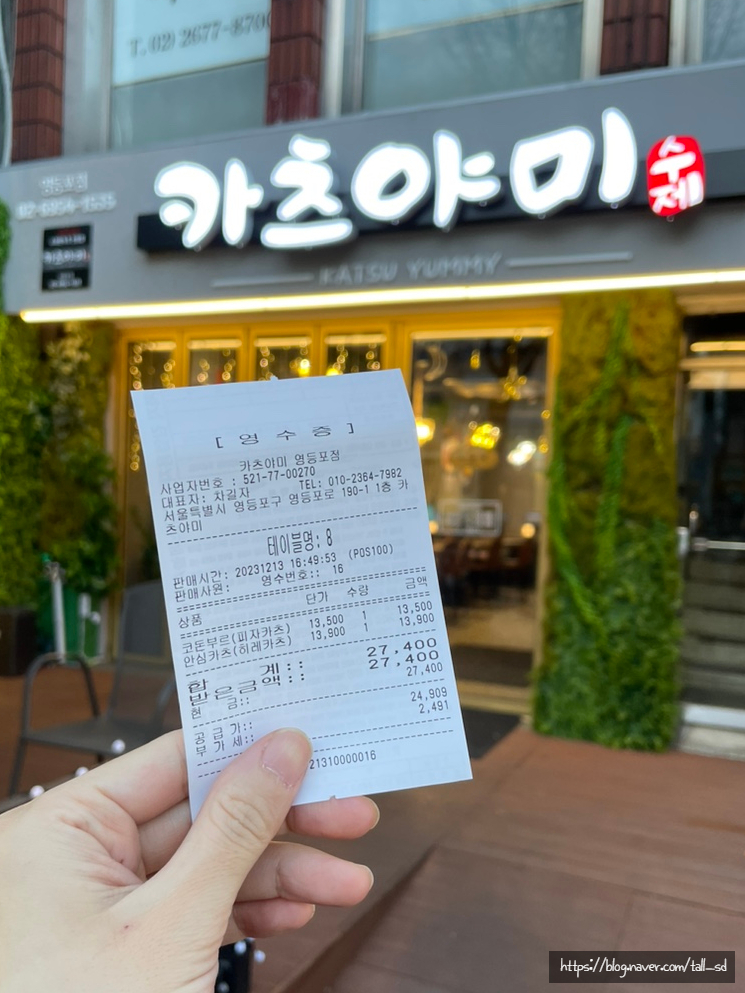 T. 02) 2677-8700
카츠야미 수제
영등포점
KATSU YUMMY
[ 영 수 증 ]
카츠야미 영등포점
사업자번호 : 521-77-00270
대표자: 차길자 TEL: 010-2364-7982
서울특별시 영등포구 영등포로 190-1 1층 카
츠야미
테이블명: 8
판매시간: 20231213 16:49:53 (POS100)
판매사원: 영수번호:: 16
상품 단가 수량 금액
코돈부르(피자카츠) 13,500 1 13,500
안심카츠(히레카츠) 13,900 1 13,900
합 계:: 27,400
받은금액:: 27,400
현 금:: 27,400
공급가:: 24,909
부가세:: 2,491
21310000016
https://blog.naver.com/tall_sd